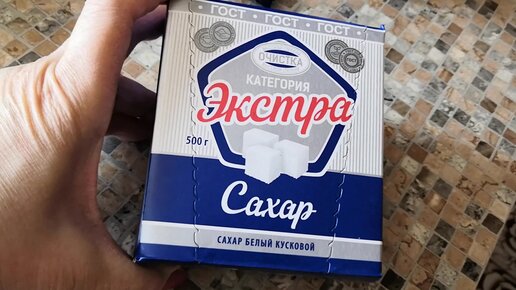 ГОСТ ГОСТ ГОСТ
ОЧИСТКА
КАТЕГОРИЯ
Экстра
500 г
Сахар
САХАР БЕЛЫЙ КУСКОВОЙ